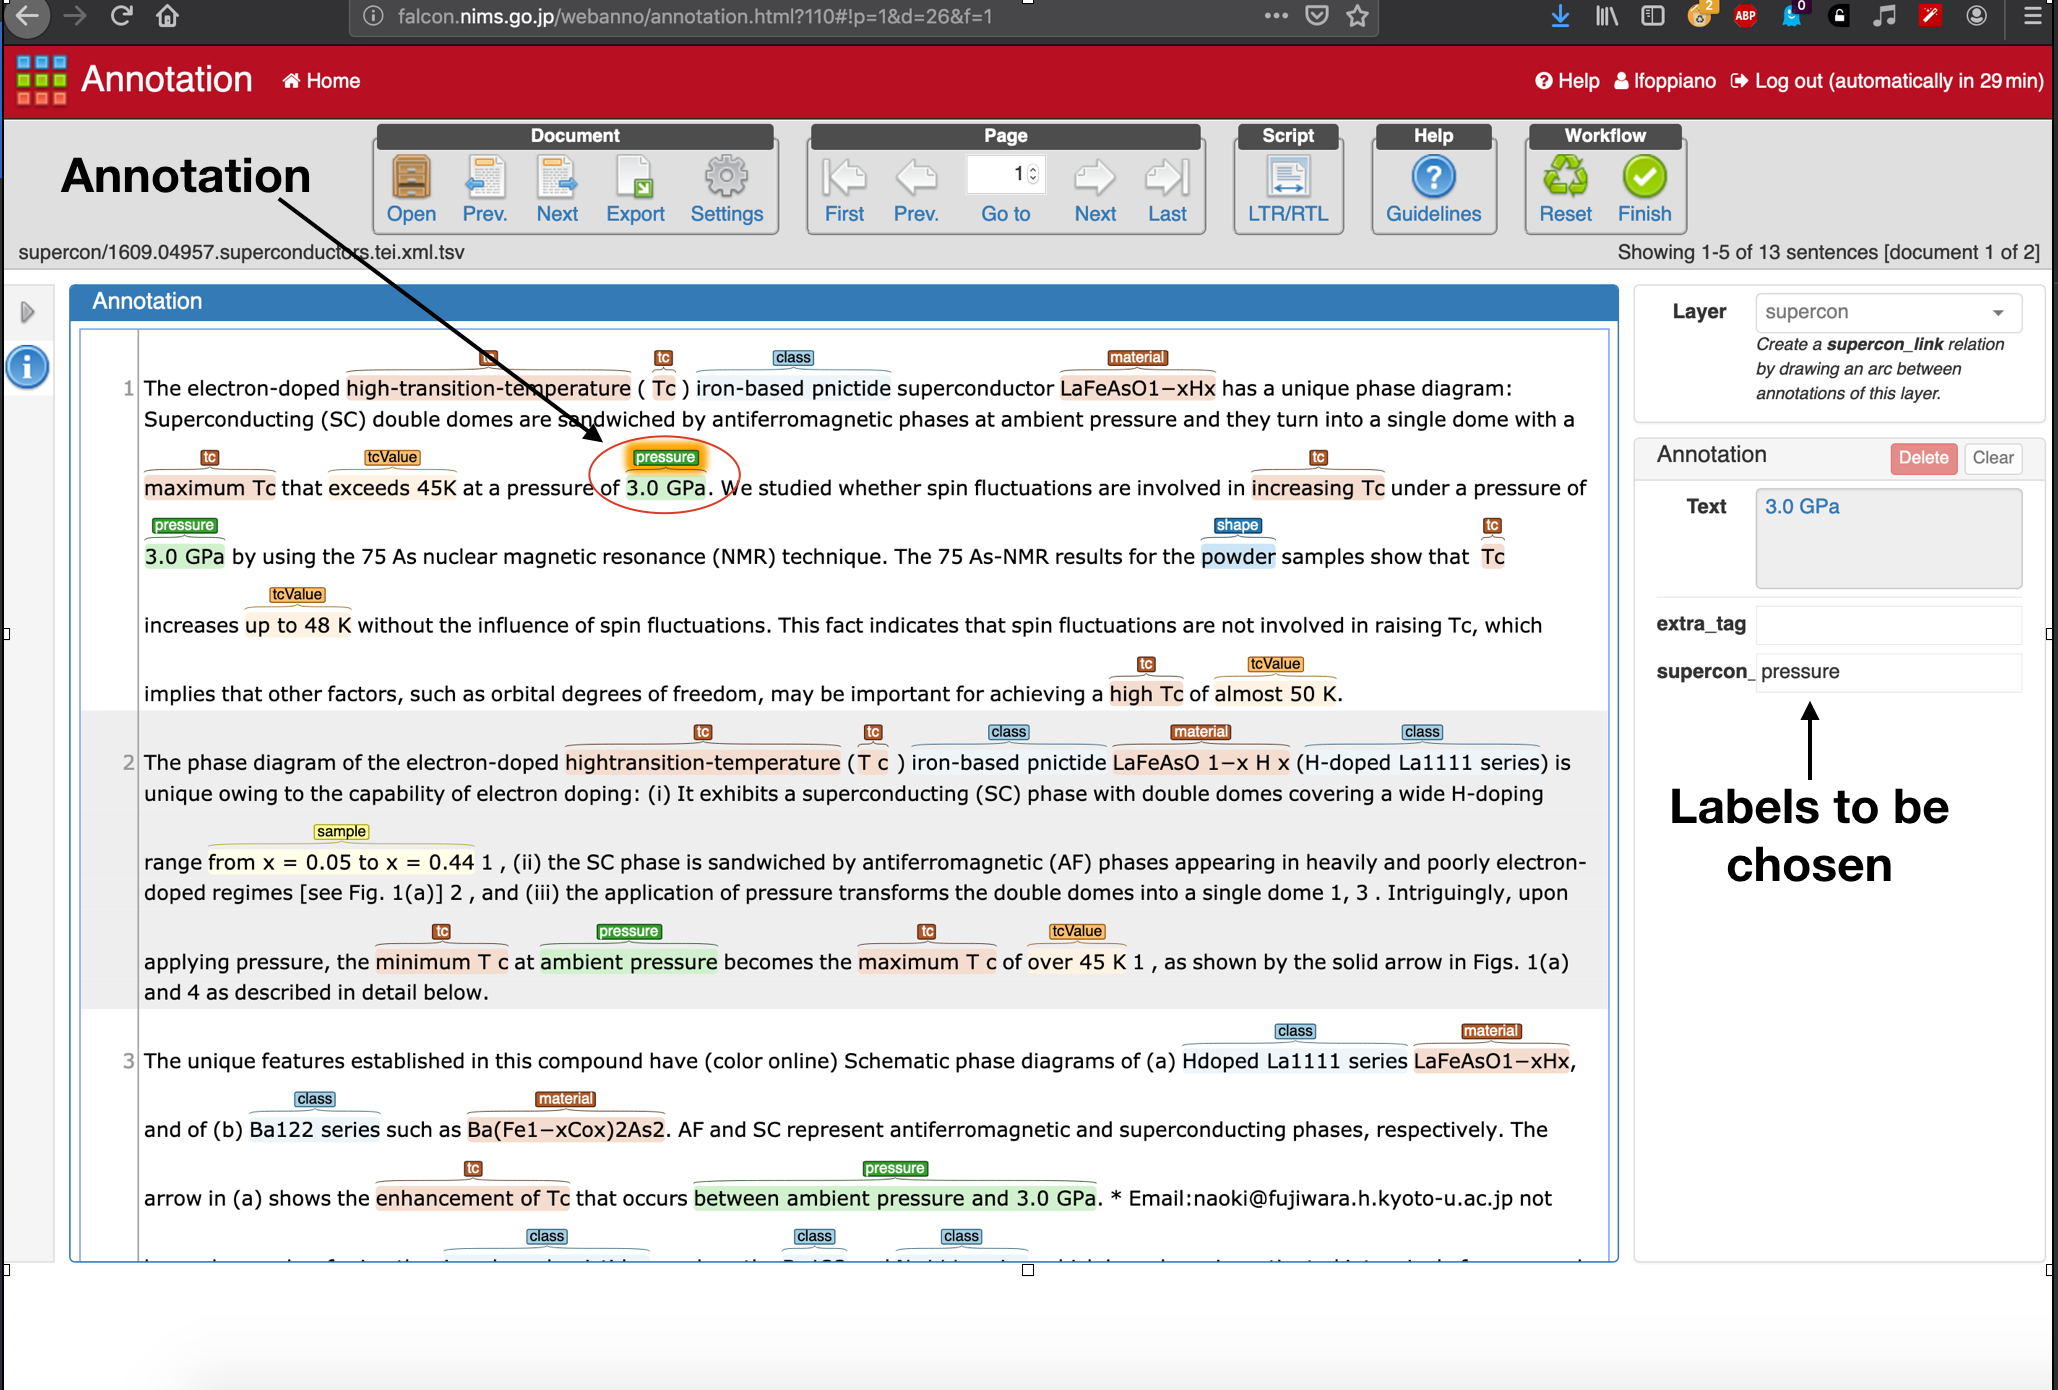 falcon.nims.go.jp/webanno/annotation.html?110#!p=1&d=26&f=1
2
ABP
0
Annotation
Home
Help
lfoppiano
Log out (automatically in 29 min)
Annotation
Document
Open
Prev.
Next
Export
Settings
Page
1
First
Prev.
Go to
Next
Last
Script
LTR/RTL
Help
Guidelines
Workflow
Reset
Finish
supercon/1609.04957.superconductors.tei.xml.tsv
Showing 1-5 of 13 sentences [document 1 of 2]
Annotation
tc tc class material
1 The electron-doped high-transition-temperature ( Tc ) iron-based pnictide superconductor LaFeAsO1−xHx has a unique phase diagram:
Superconducting (SC) double domes are sandwiched by antiferromagnetic phases at ambient pressure and they turn into a single dome with a
tc tcValue pressure tc
maximum Tc that exceeds 45K at a pressure of 3.0 GPa. We studied whether spin fluctuations are involved in increasing Tc under a pressure of
pressure shape tc
3.0 GPa by using the 75 As nuclear magnetic resonance (NMR) technique. The 75 As-NMR results for the powder samples show that Tc
tcValue
increases up to 48 K without the influence of spin fluctuations. This fact indicates that spin fluctuations are not involved in raising Tc, which
tc tcValue
implies that other factors, such as orbital degrees of freedom, may be important for achieving a high Tc of almost 50 K.
tc tc class material class
2 The phase diagram of the electron-doped hightransition-temperature (T c ) iron-based pnictide LaFeAsO 1−x H x (H-doped La1111 series) is
unique owing to the capability of electron doping: (i) It exhibits a superconducting (SC) phase with double domes covering a wide H-doping
sample
range from x = 0.05 to x = 0.44 1 , (ii) the SC phase is sandwiched by antiferromagnetic (AF) phases appearing in heavily and poorly electron-
doped regimes [see Fig. 1(a)] 2 , and (iii) the application of pressure transforms the double domes into a single dome 1, 3 . Intriguingly, upon
tc pressure tc tcValue
applying pressure, the minimum T c at ambient pressure becomes the maximum T c of over 45 K 1 , as shown by the solid arrow in Figs. 1(a)
and 4 as described in detail below.
class material
3 The unique features established in this compound have (color online) Schematic phase diagrams of (a) Hdoped La1111 series LaFeAsO1−xHx,
class material
and of (b) Ba122 series such as Ba(Fe1−xCox)2As2. AF and SC represent antiferromagnetic and superconducting phases, respectively. The
tc pressure
arrow in (a) shows the enhancement of Tc that occurs between ambient pressure and 3.0 GPa. * Email:naoki@fujiwara.h.kyoto-u.ac.jp not
class class class
Layer
supercon
Create a supercon_link relation
by drawing an arc between
annotations of this layer.
Annotation
Delete
Clear
Text
3.0 GPa
extra_tag
supercon_
pressure
Labels to be
chosen